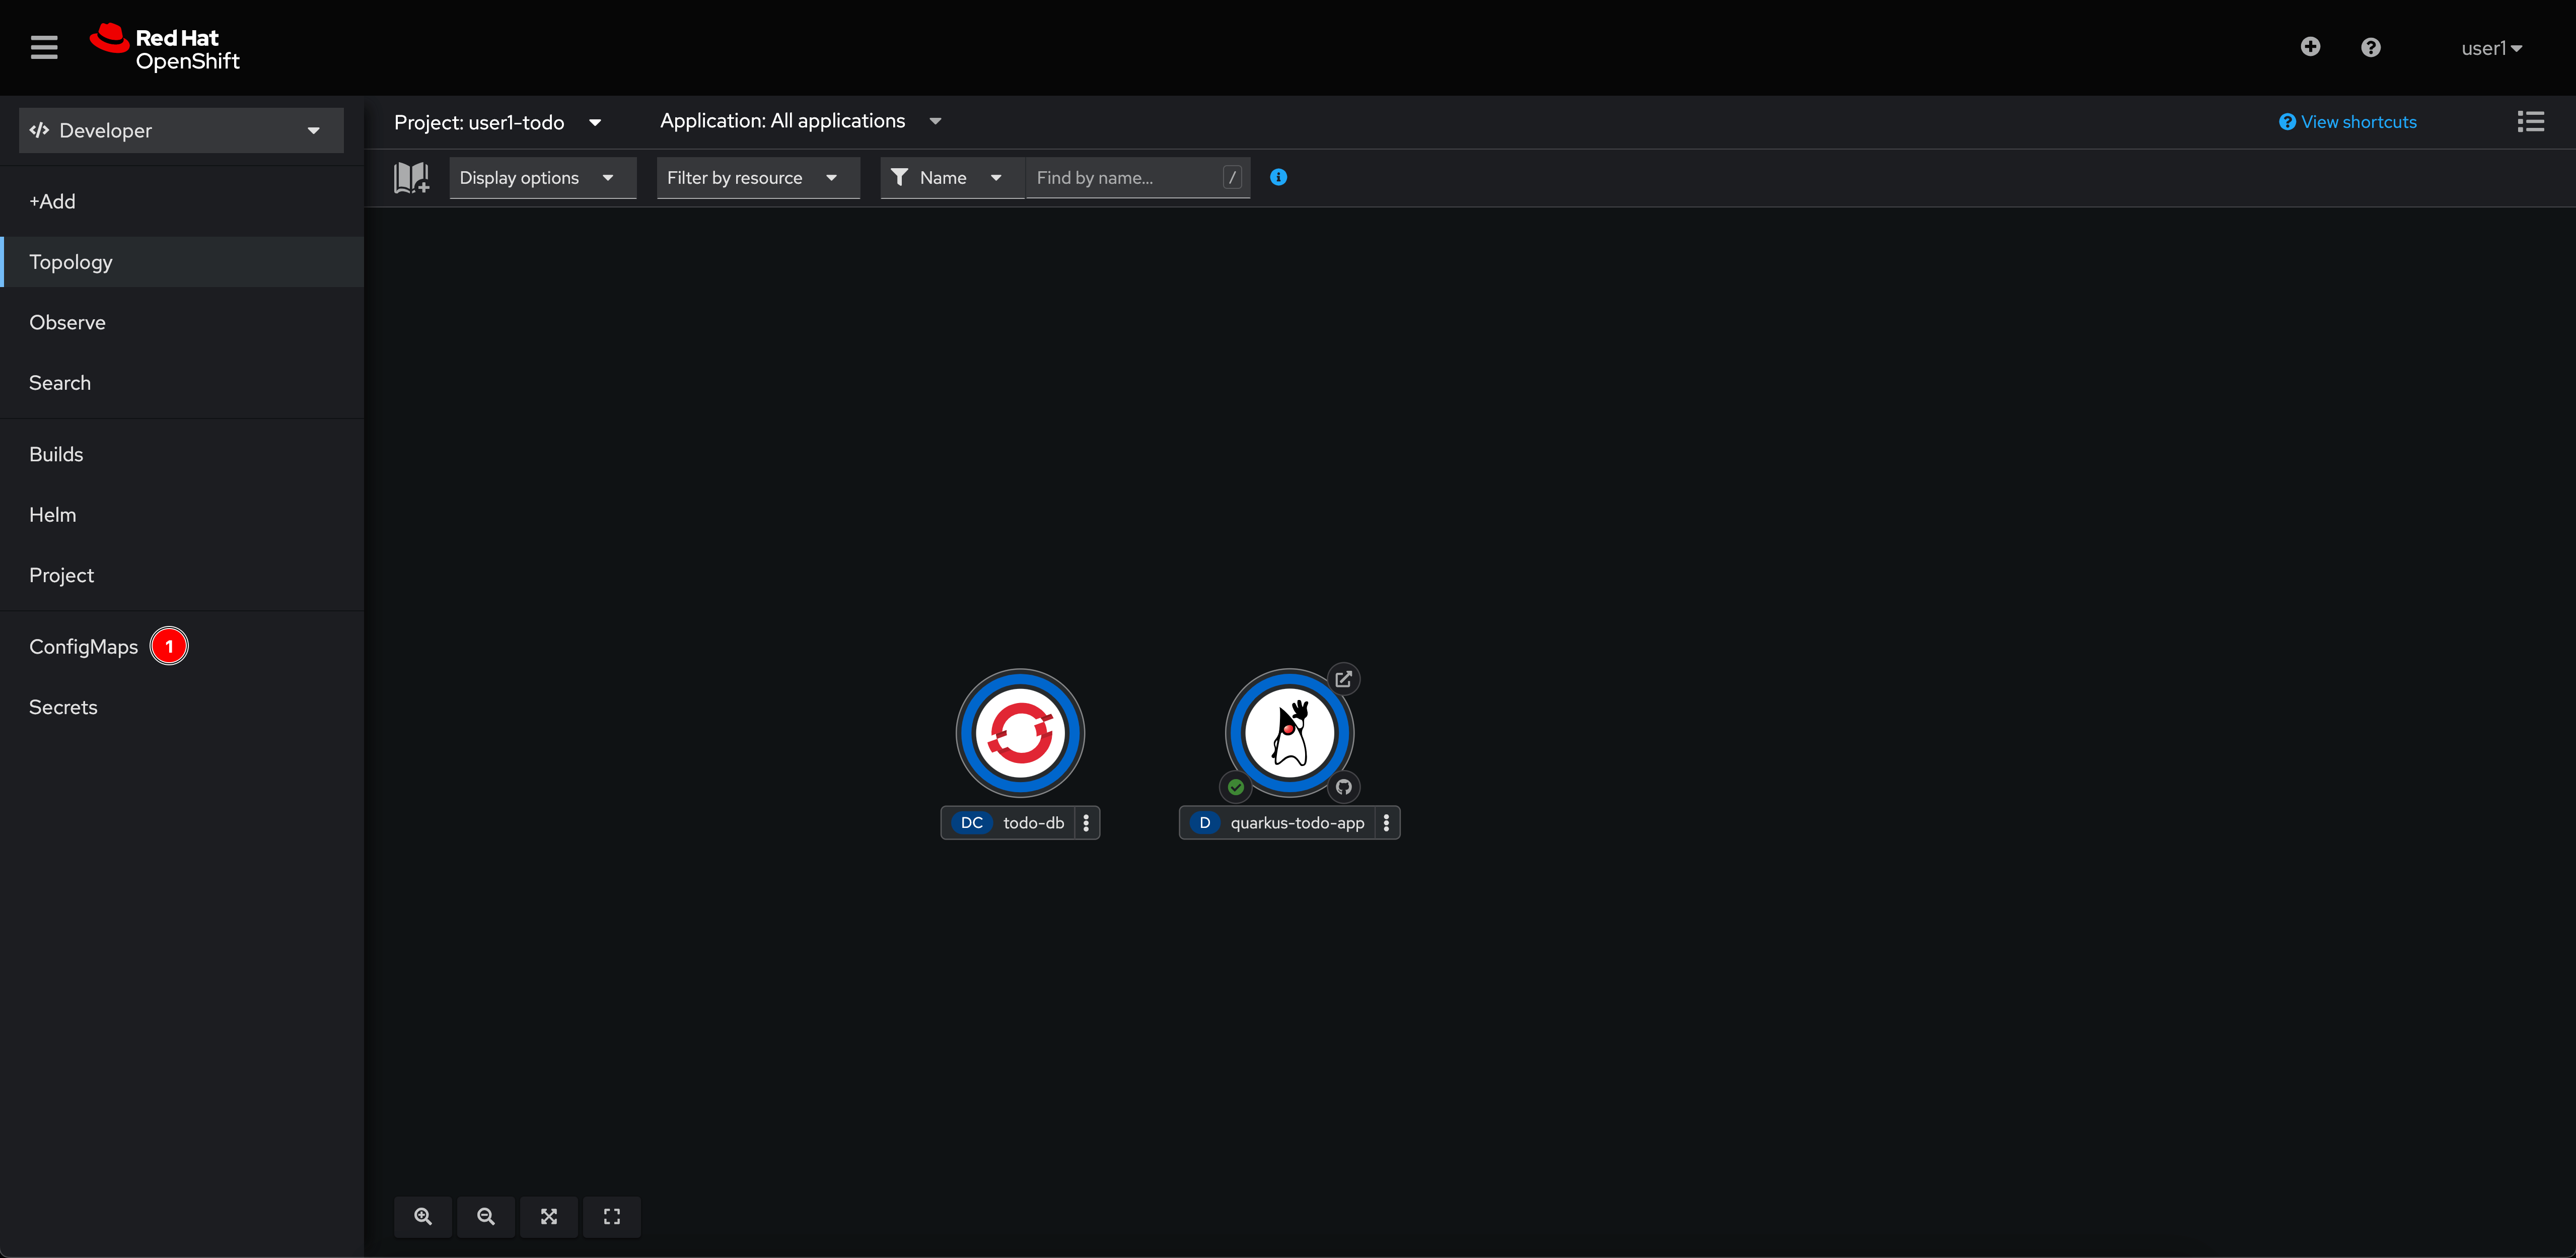 Red Hat
OpenShift
user1
Developer
Project: user1-todo
Application: All applications
View shortcuts
Display options
Filter by resource
Name
Find by name...
/
+Add
Topology
Observe
Search
Builds
Helm
Project
ConfigMaps
1
Secrets
DC todo-db
D quarkus-todo-app